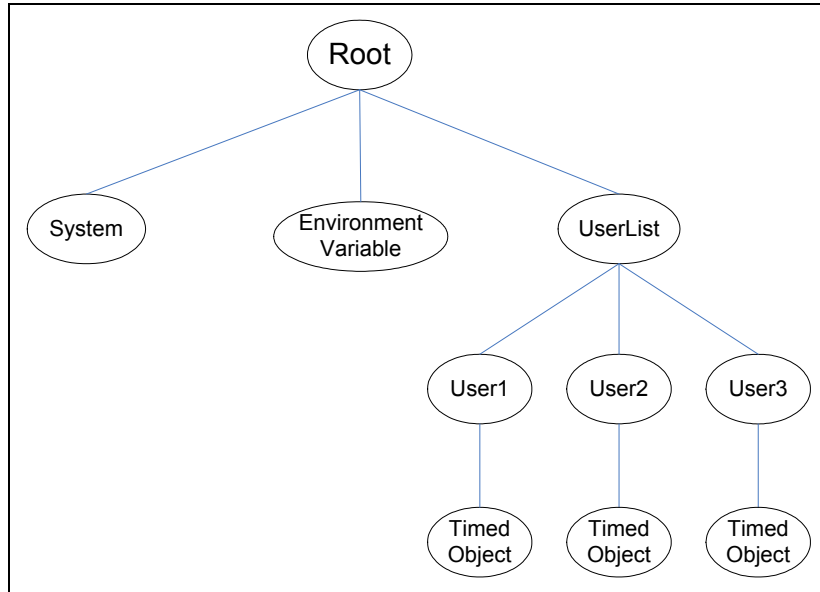 Root
System
Environment
Variable
UserList
User1
User2
User3
Timed
Object
Timed
Object
Timed
Object